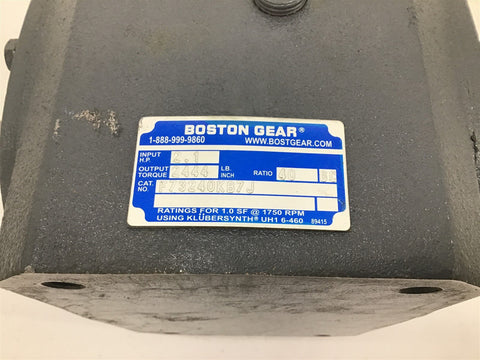 BOSTON GEAR®
1-888-999-9860 WWW.BOSTGEAR.COM
INPUT H.P. 2.1
OUTPUT TORQUE 2444 LB. INCH RATIO 40
CAT. NO. F73240KB7J
RATINGS FOR 1.0 SF @ 1750 RPM
USING KLÜBERSYNTH® UH1 6-460 89415